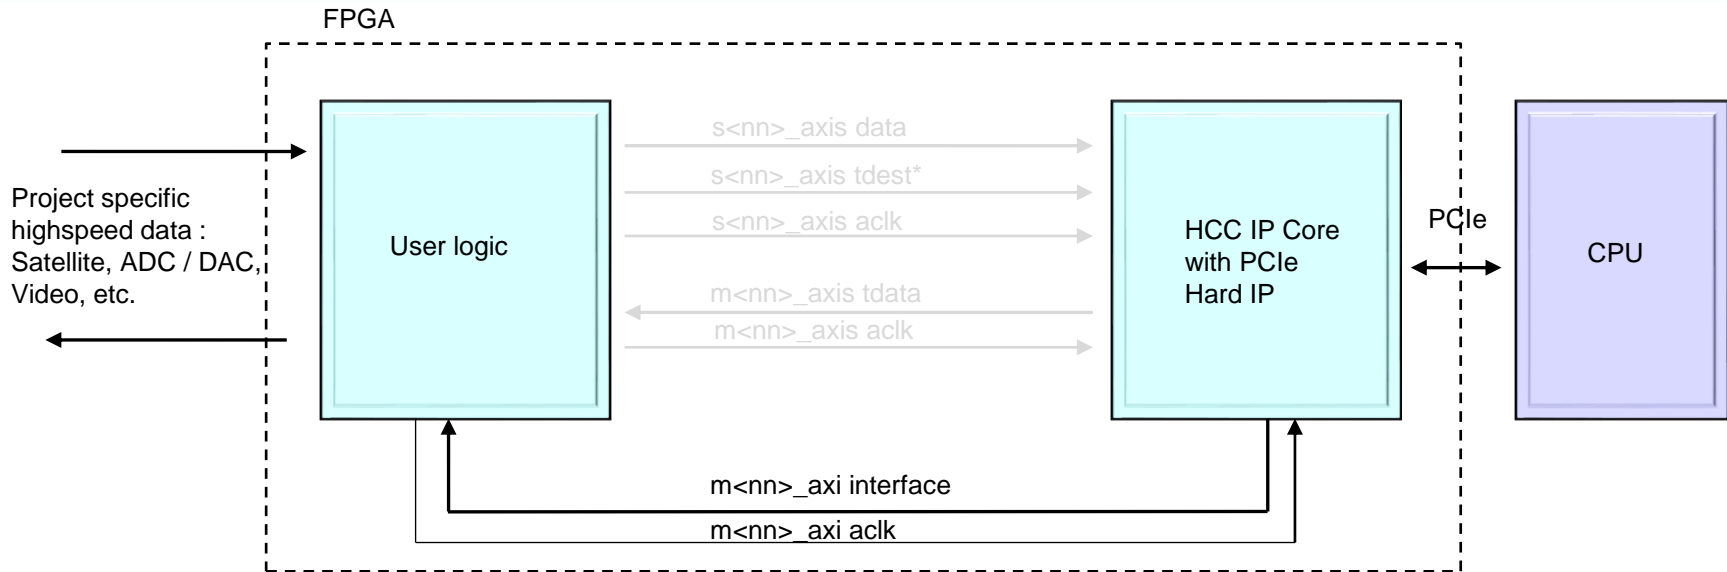 FPGA
Project specific
highspeed data :
Satellite, ADC / DAC,
Video, etc.
User logic
s<nn>_axis data
s<nn>_axis tdest*
s<nn>_axis aclk
m<nn>_axis tdata
m<nn>_axis aclk
HCC IP Core
with PCIe
Hard IP
PCIe
CPU
m<nn>_axi interface
m<nn>_axi aclk